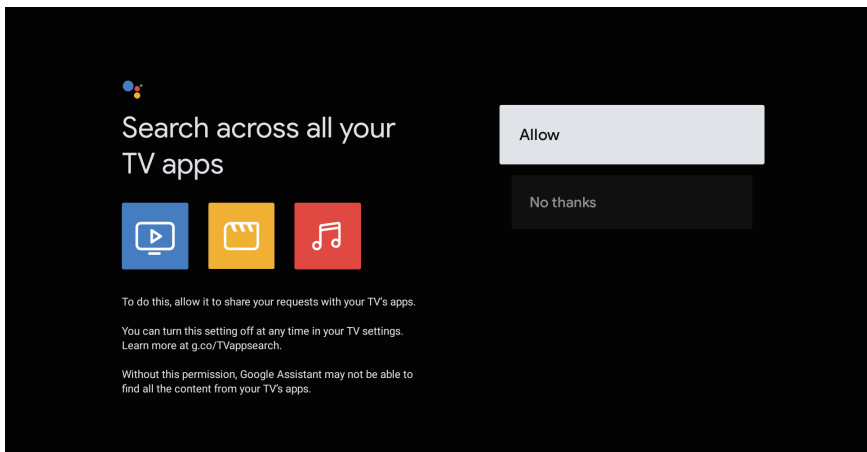 Search across all your
TV apps
To do this, allow it to share your requests with your TV's apps.
You can turn this setting off at any time in your TV settings.
Learn more at g.co/TVappsearch.
Without this permission, Google Assistant may not be able to
find all the content from your TV's apps.
Allow
No thanks